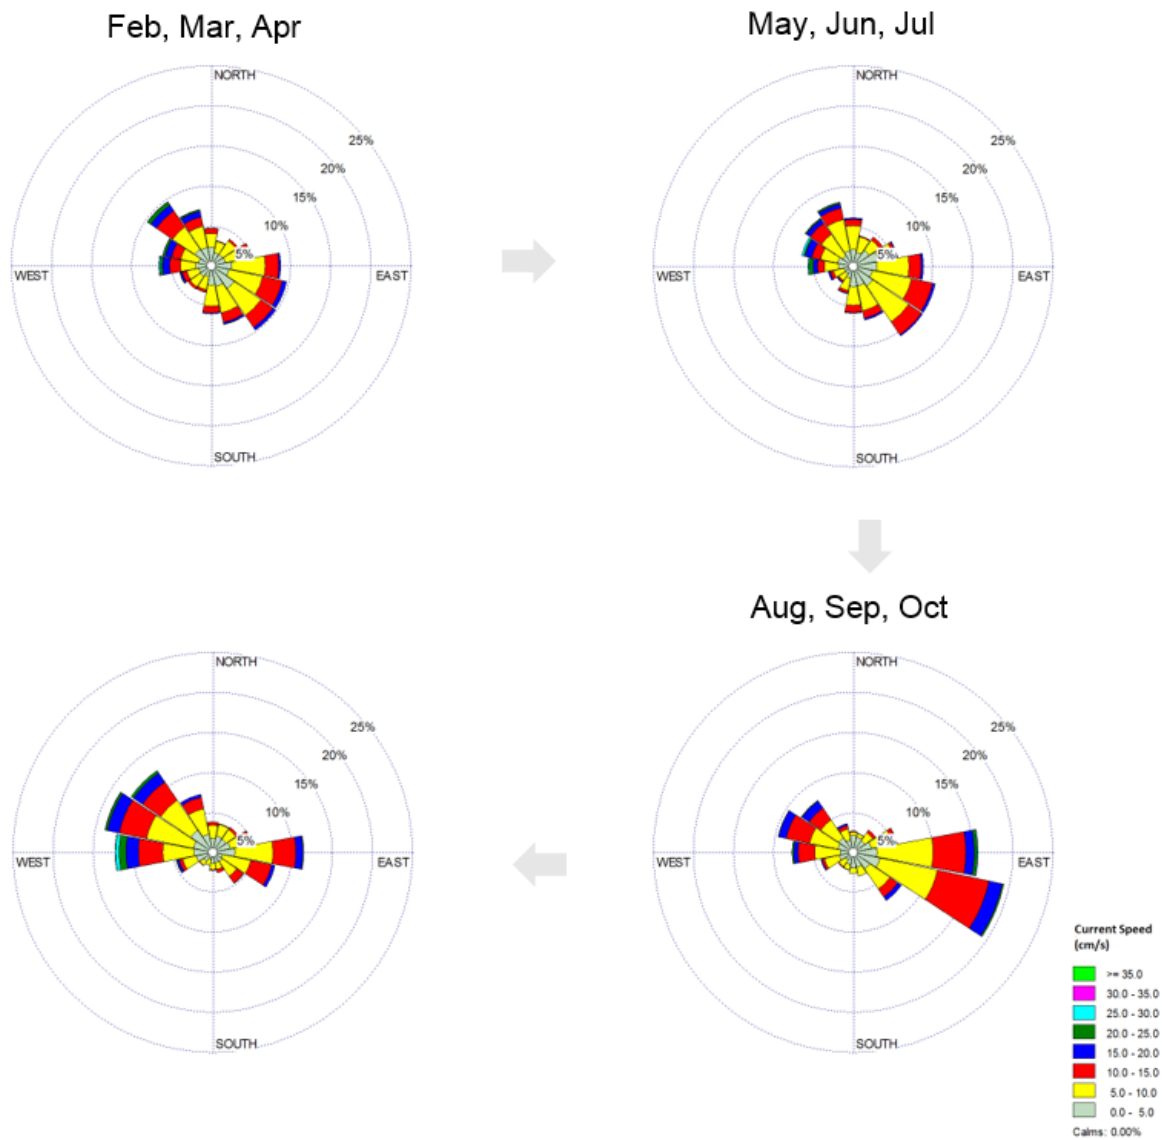 Feb, Mar, Apr
May, Jun, Jul
NORTH
25%
20%
15%
10%
5%
WEST
EAST
SOUTH
NORTH
25%
20%
15%
10%
5%
WEST
EAST
SOUTH
Aug, Sep, Oct
NORTH
25%
20%
15%
10%
5%
WEST
EAST
SOUTH
NORTH
25%
20%
15%
10%
5%
WEST
EAST
SOUTH
Current Speed
(cm/s)
>= 35.0
30.0 - 35.0
25.0 - 30.0
20.0 - 25.0
15.0 - 20.0
10.0 - 15.0
5.0 - 10.0
0.0 - 5.0
Calms: 0.00%